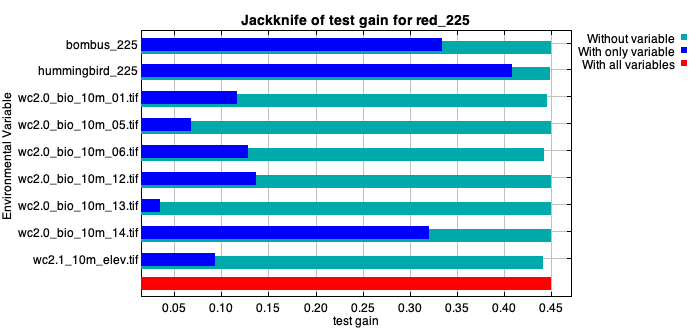 Jackknife of test gain for red_225
Environmental Variable
bombus_225
hummingbird_225
wc2.0_bio_10m_01.tif
wc2.0_bio_10m_05.tif
wc2.0_bio_10m_06.tif
wc2.0_bio_10m_12.tif
wc2.0_bio_10m_13.tif
wc2.0_bio_10m_14.tif
wc2.1_10m_elev.tif
Without variable
With only variable
With all variables
0.05 0.10 0.15 0.20 0.25 0.30 0.35 0.40 0.45
test gain